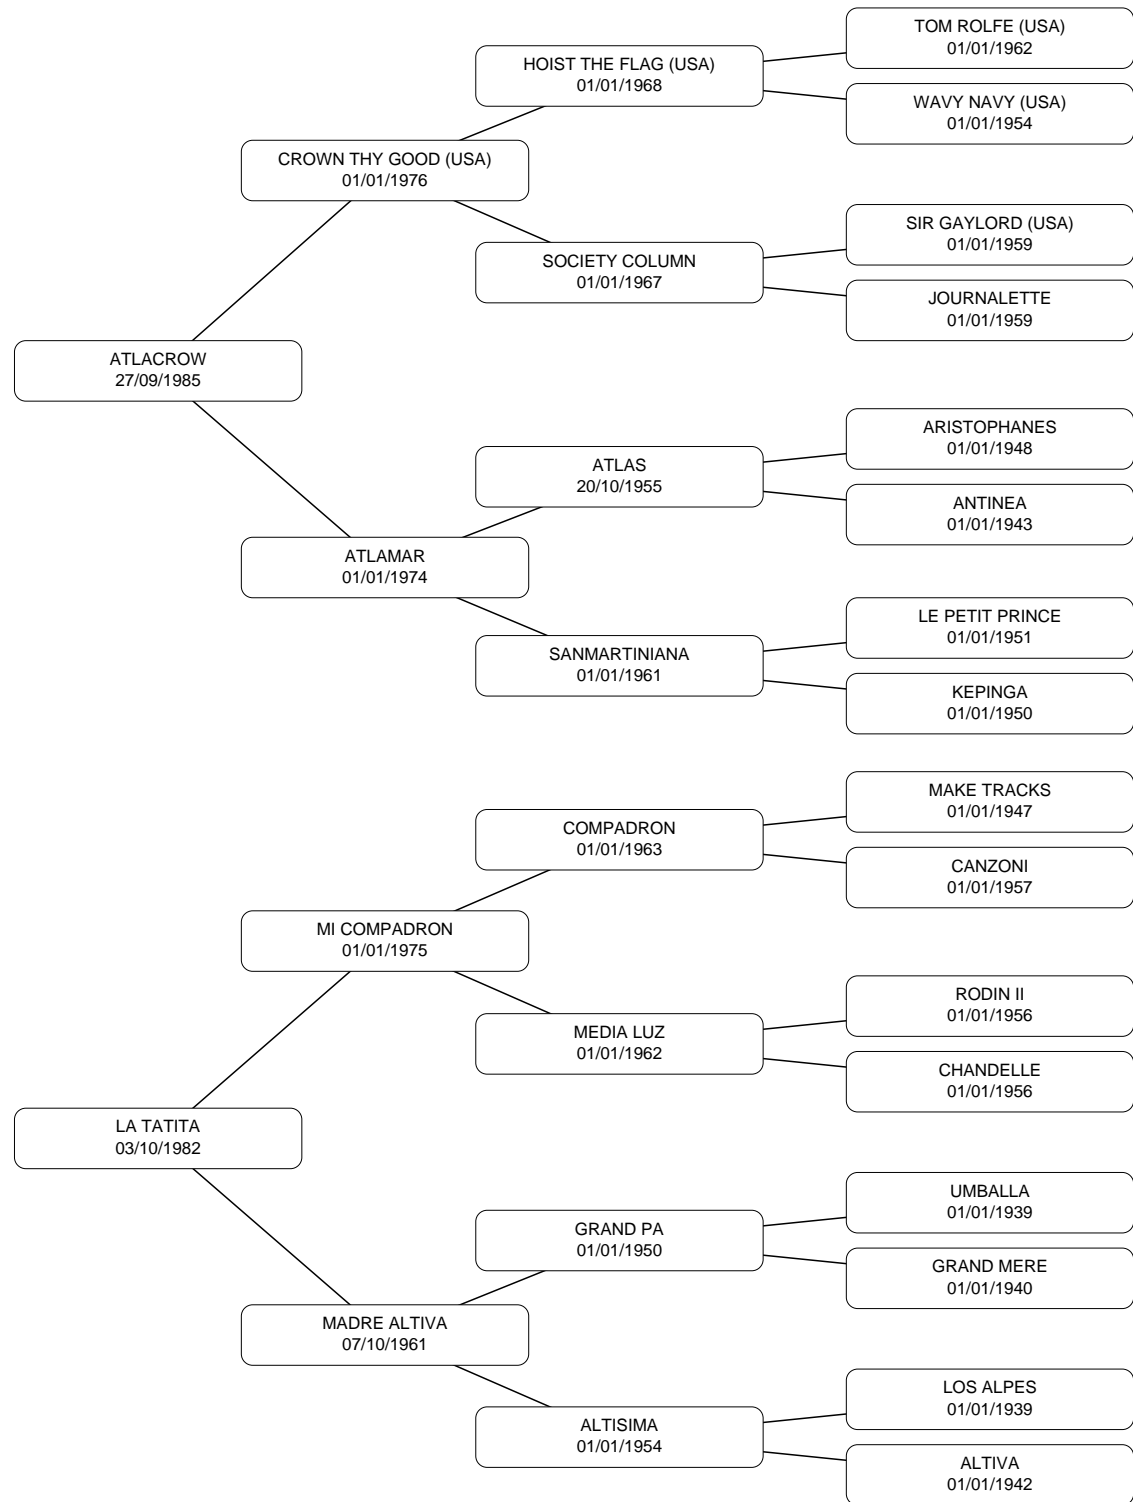 TOM ROLFE (USA)
01/01/1962
HOIST THE FLAG (USA)
01/01/1968
WAVY NAVY (USA)
01/01/1954
CROWN THY GOOD (USA)
01/01/1976
SIR GAYLORD (USA)
01/01/1959
SOCIETY COLUMN
01/01/1967
JOURNALETTE
01/01/1959
ATLACROW
27/09/1985
ARISTOPHANES
01/01/1948
ATLAS
20/10/1955
ANTINEA
01/01/1943
ATLAMAR
01/01/1974
LE PETIT PRINCE
01/01/1951
SANMARTINIANA
01/01/1961
KEPINGA
01/01/1950
MAKE TRACKS
01/01/1947
COMPADRON
01/01/1963
CANZONI
01/01/1957
MI COMPADRON
01/01/1975
RODIN II
01/01/1956
MEDIA LUZ
01/01/1962
CHANDELLE
01/01/1956
LA TATITA
03/10/1982
UMBALLA
01/01/1939
GRAND PA
01/01/1950
GRAND MERE
01/01/1940
MADRE ALTIVA
07/10/1961
LOS ALPES
01/01/1939
ALTISIMA
01/01/1954
ALTIVA
01/01/1942